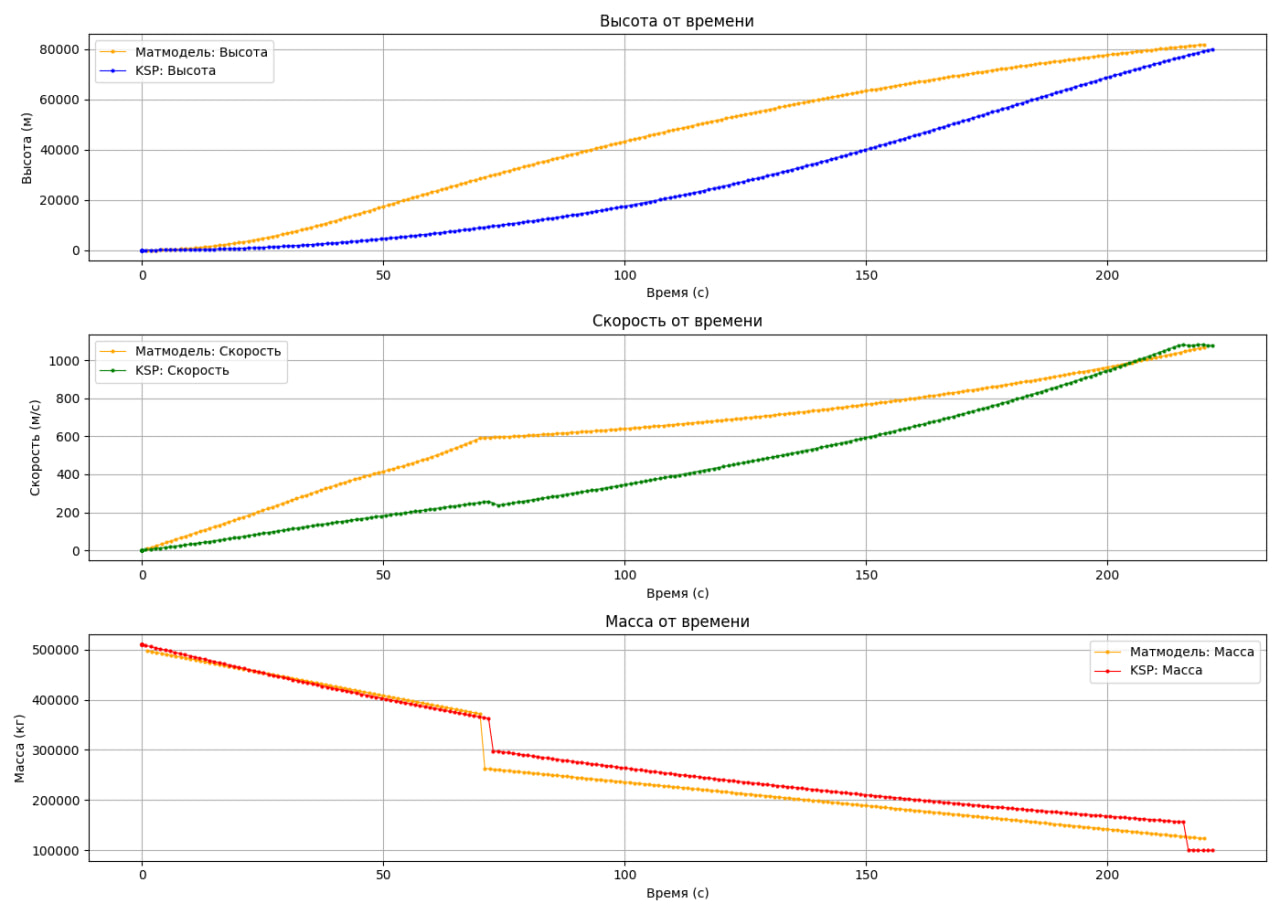 Высота от времени
Матмодель: Высота
KSP: Высота
Высота (м)
80000
60000
40000
20000
0
0 50 100 150 200
Время (с)
Скорость от времени
Матмодель: Скорость
KSP: Скорость
Скорость (м/с)
1000
800
600
400
200
0
0 50 100 150 200
Время (с)
Масса от времени
Матмодель: Масса
KSP: Масса
Масса (кг)
500000
400000
300000
200000
100000
0 50 100 150 200
Время (с)